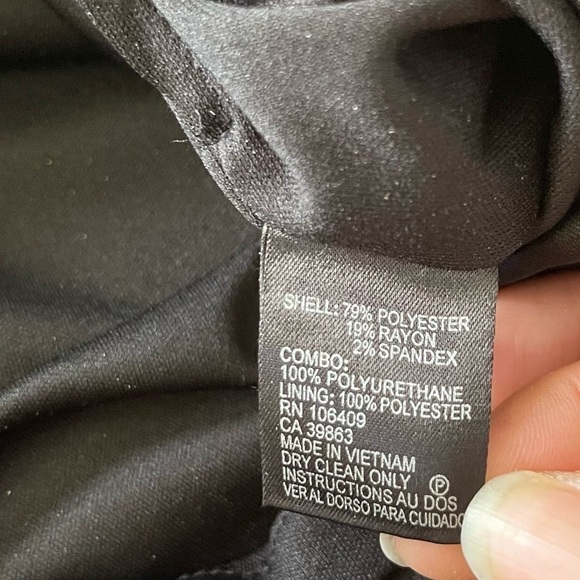 SHELL: 79% POLYESTER
19% RAYON
2% SPANDEX
COMBO:
100% POLYURETHANE
LINING: 100% POLYESTER
RN 106409
CA 39863
MADE IN VIETNAM
DRY CLEAN ONLY Ⓟ
INSTRUCTIONS AU DOS
VER AL DORSO PARA CUIDADO